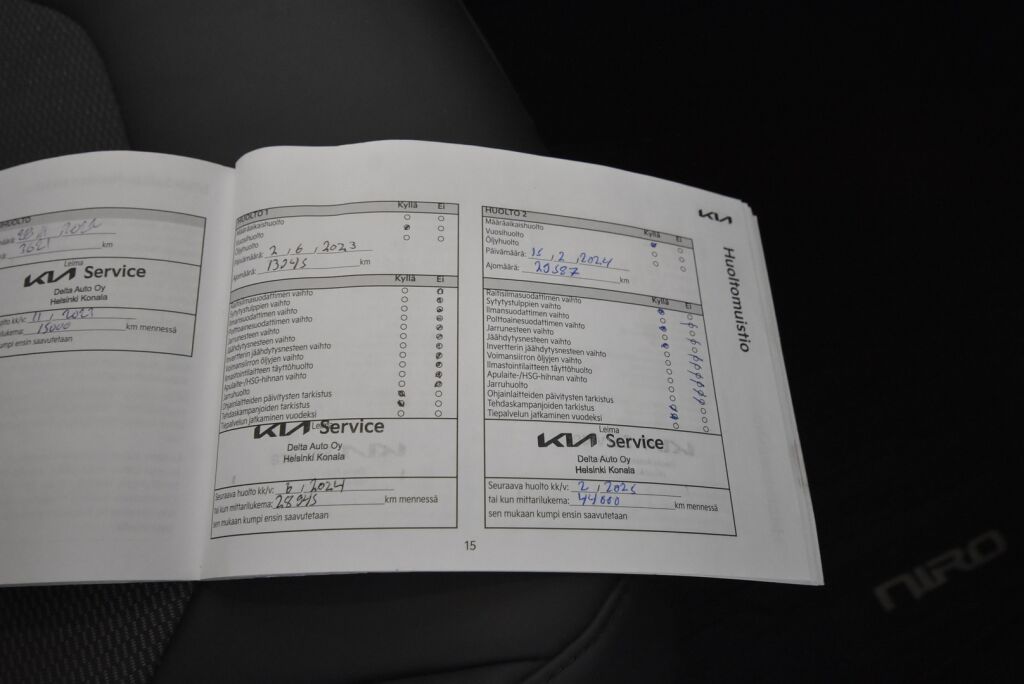 HUOLTO
km
Leima
KIA Service
Delta Auto Oy
Helsinki Konala
11, 2023
15000 km mennessä
kumpi ensin saavutetaan
HUOLTO 1 Kyllä Ei
Määräaikaishuolto
Vuosihuolto
Öljyhuolto
Päivämäärä: 2, 6, 2023
Ajomäärä: 13945 km
Kyllä Ei
Raitisilmasuodattimen vaihto
Sytytystulppien vaihto
Ilmansuodattimen vaihto
Polttoainesuodattimen vaihto
Jarrunesteen vaihto
Jäähdytysnesteen vaihto
Invertterin jäähdytysnesteen vaihto
Voimansiirron öljyjen vaihto
Ilmastointilaitteen täyttöhuolto
Apulaite-/HSG-hihnan vaihto
Jarruhuolto
Ohjainlaitteiden päivitysten tarkistus
Tehdaskampanjoiden tarkistus
Tiepalvelun jatkaminen vuodeksi
Leima
KIA Service
Delta Auto Oy
Helsinki Konala
Seuraava huolto kk/v: 6, 2024
tai kun mittarilukema: 28945 km mennessä
sen mukaan kumpi ensin saavutetaan
15
HUOLTO 2 Kyllä Ei
Määräaikaishuolto
Vuosihuolto
Öljyhuolto
Päivämäärä: 15, 2, 2024
Ajomäärä: 29587 km
Kyllä Ei
Raitisilmasuodattimen vaihto
Sytytystulppien vaihto
Ilmansuodattimen vaihto
Polttoainesuodattimen vaihto
Jarrunesteen vaihto
Jäähdytysnesteen vaihto
Invertterin jäähdytysnesteen vaihto
Voimansiirron öljyjen vaihto
Ilmastointilaitteen täyttöhuolto
Apulaite-/HSG-hihnan vaihto
Jarruhuolto
Ohjainlaitteiden päivitysten tarkistus
Tehdaskampanjoiden tarkistus
Tiepalvelun jatkaminen vuodeksi
Leima
KIA Service
Delta Auto Oy
Helsinki Konala
Seuraava huolto kk/v: 2, 2025
tai kun mittarilukema: 44000 km mennessä
sen mukaan kumpi ensin saavutetaan
KIA
Huoltomuistio
NIRO